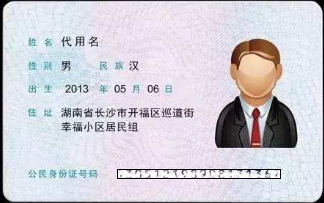 姓名 代用名
性别 男 民族 汉
出生 2013 年 05 月 06 日
住址 湖南省长沙市开福区巡道街
幸福小区居民组
公民身份证号码